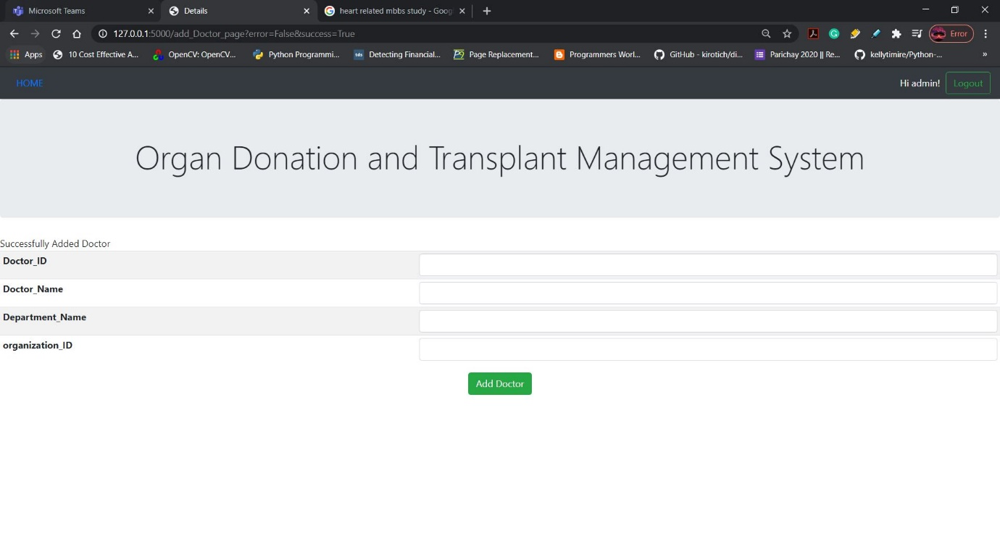 Microsoft Teams
Details
heart related mbbs study - Goog
127.0.0.1:5000/add_Doctor_page?error=False&success=True
Error
Apps
10 Cost Effective A...
OpenCV: OpenCV...
Python Programmi...
tds
Detecting Financial...
Page Replacement...
Programmers Worl...
GitHub - kirotich/di...
Parichay 2020 || Re...
kellytimire/Python-...
»
HOME
Hi admin!
Logout
Organ Donation and Transplant Management System
Successfully Added Doctor
Doctor_ID
Doctor_Name
Department_Name
organization_ID
Add Doctor